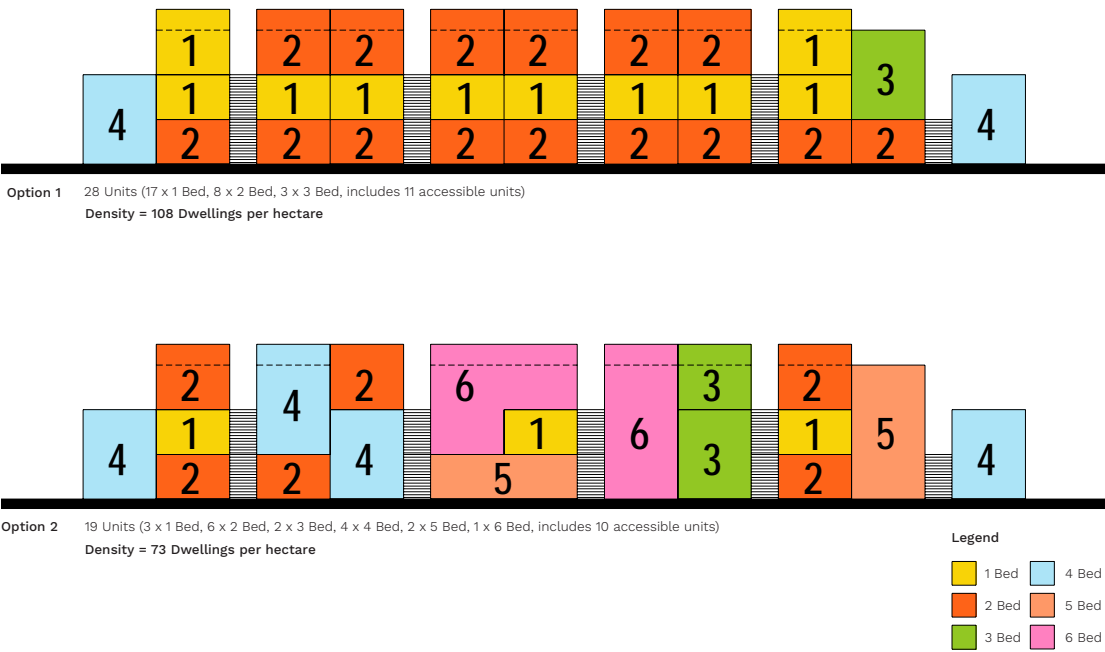 1 2 2 2 2 2 2 1
3
1 1 1 1 1 1 1 1
4 4
2 2 2 2 2 2 2 2 2
Option 1 28 Units (17 x 1 Bed, 8 x 2 Bed, 3 x 3 Bed, includes 11 accessible units)
Density = 108 Dwellings per hectare
2 4 2 6 3 2
4 1 4 1 6 3 1 5 4
2 2 5 2
Option 2 19 Units (3 x 1 Bed, 6 x 2 Bed, 2 x 3 Bed, 4 x 4 Bed, 2 x 5 Bed, 1 x 6 Bed, includes 10 accessible units)
Density = 73 Dwellings per hectare
Legend
1 Bed 4 Bed
2 Bed 5 Bed
3 Bed 6 Bed